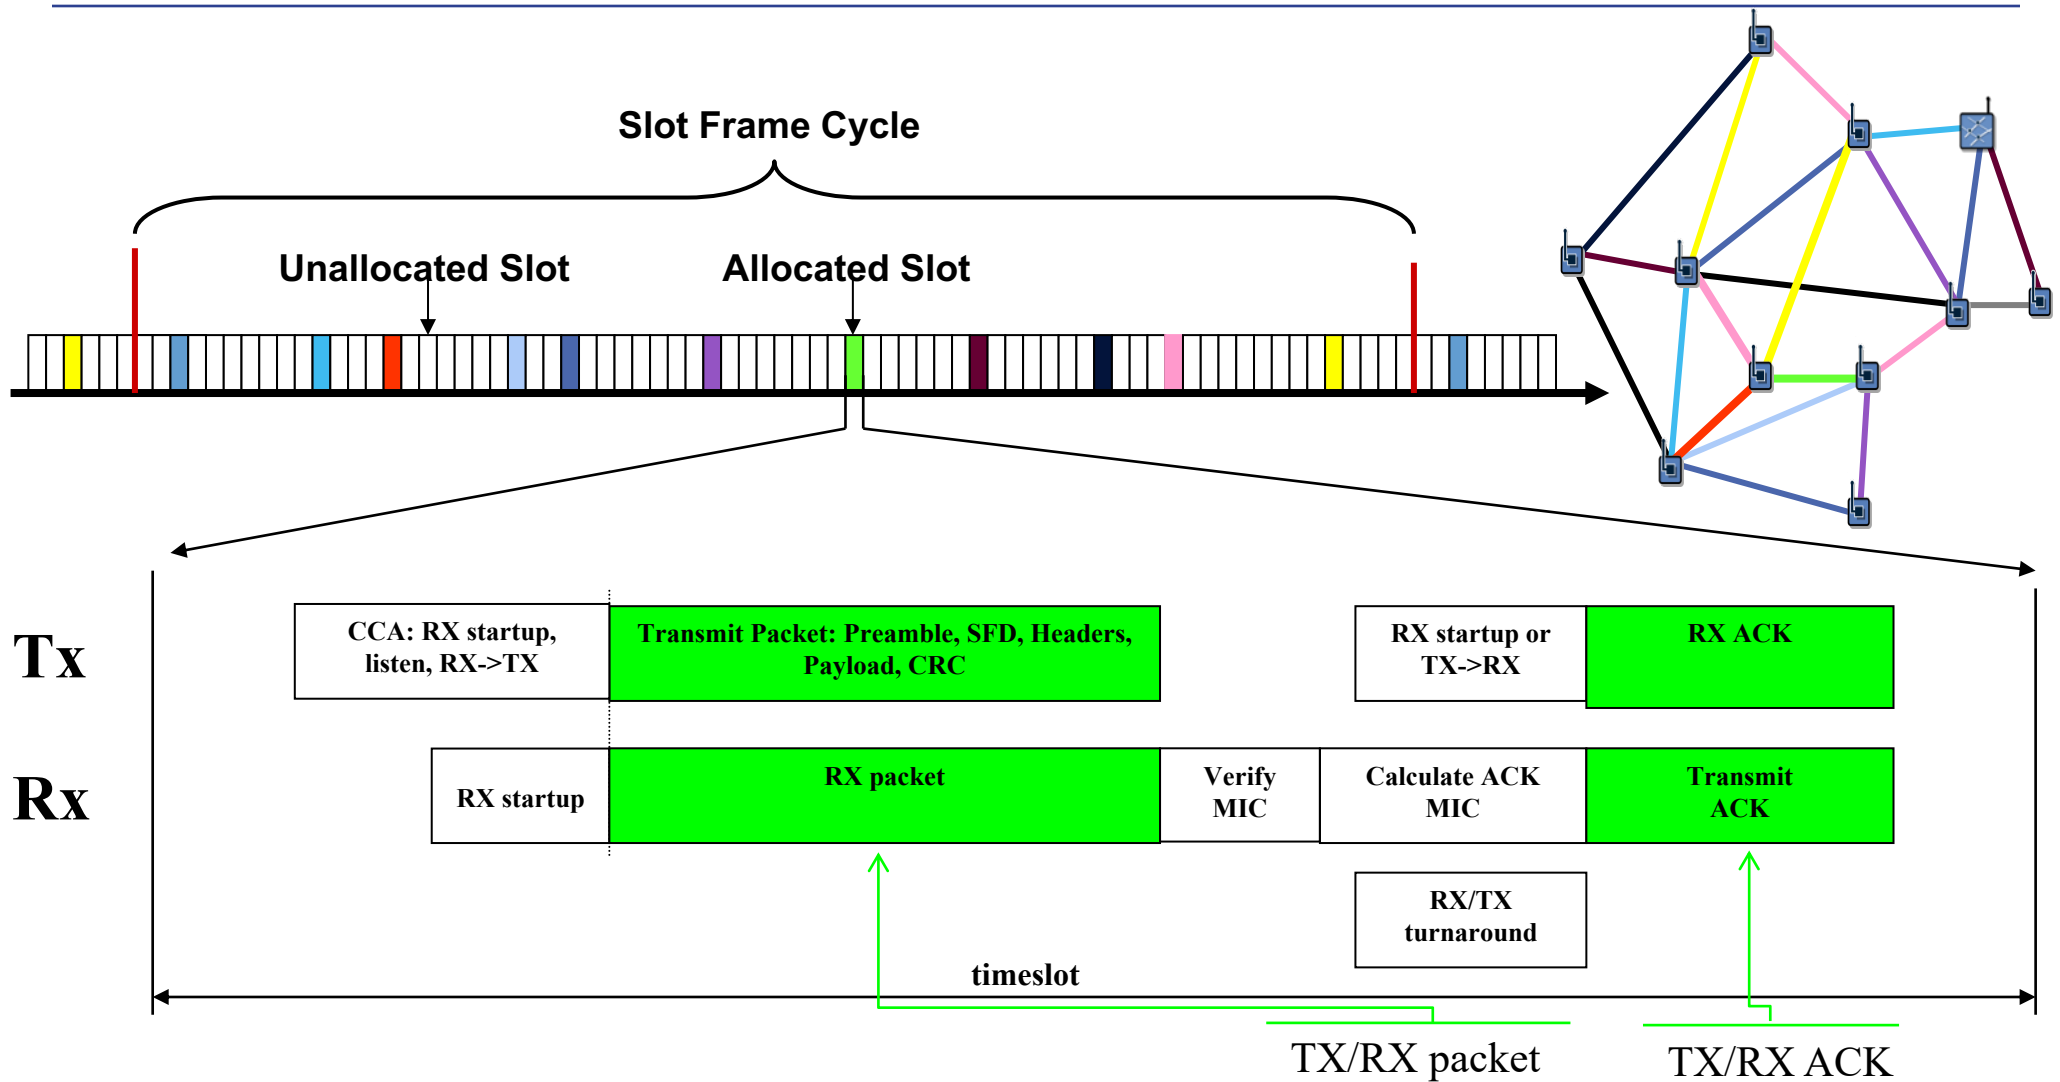 Slot Frame Cycle
Unallocated Slot
Allocated Slot
Tx
CCA: RX startup,
listen, RX->TX
Transmit Packet: Preamble, SFD, Headers,
Payload, CRC
RX startup or
TX->RX
RX ACK
Rx
RX startup
RX packet
Verify
MIC
Calculate ACK
MIC
Transmit
ACK
RX/TX
turnaround
timeslot
TX/RX packet
TX/RX ACK